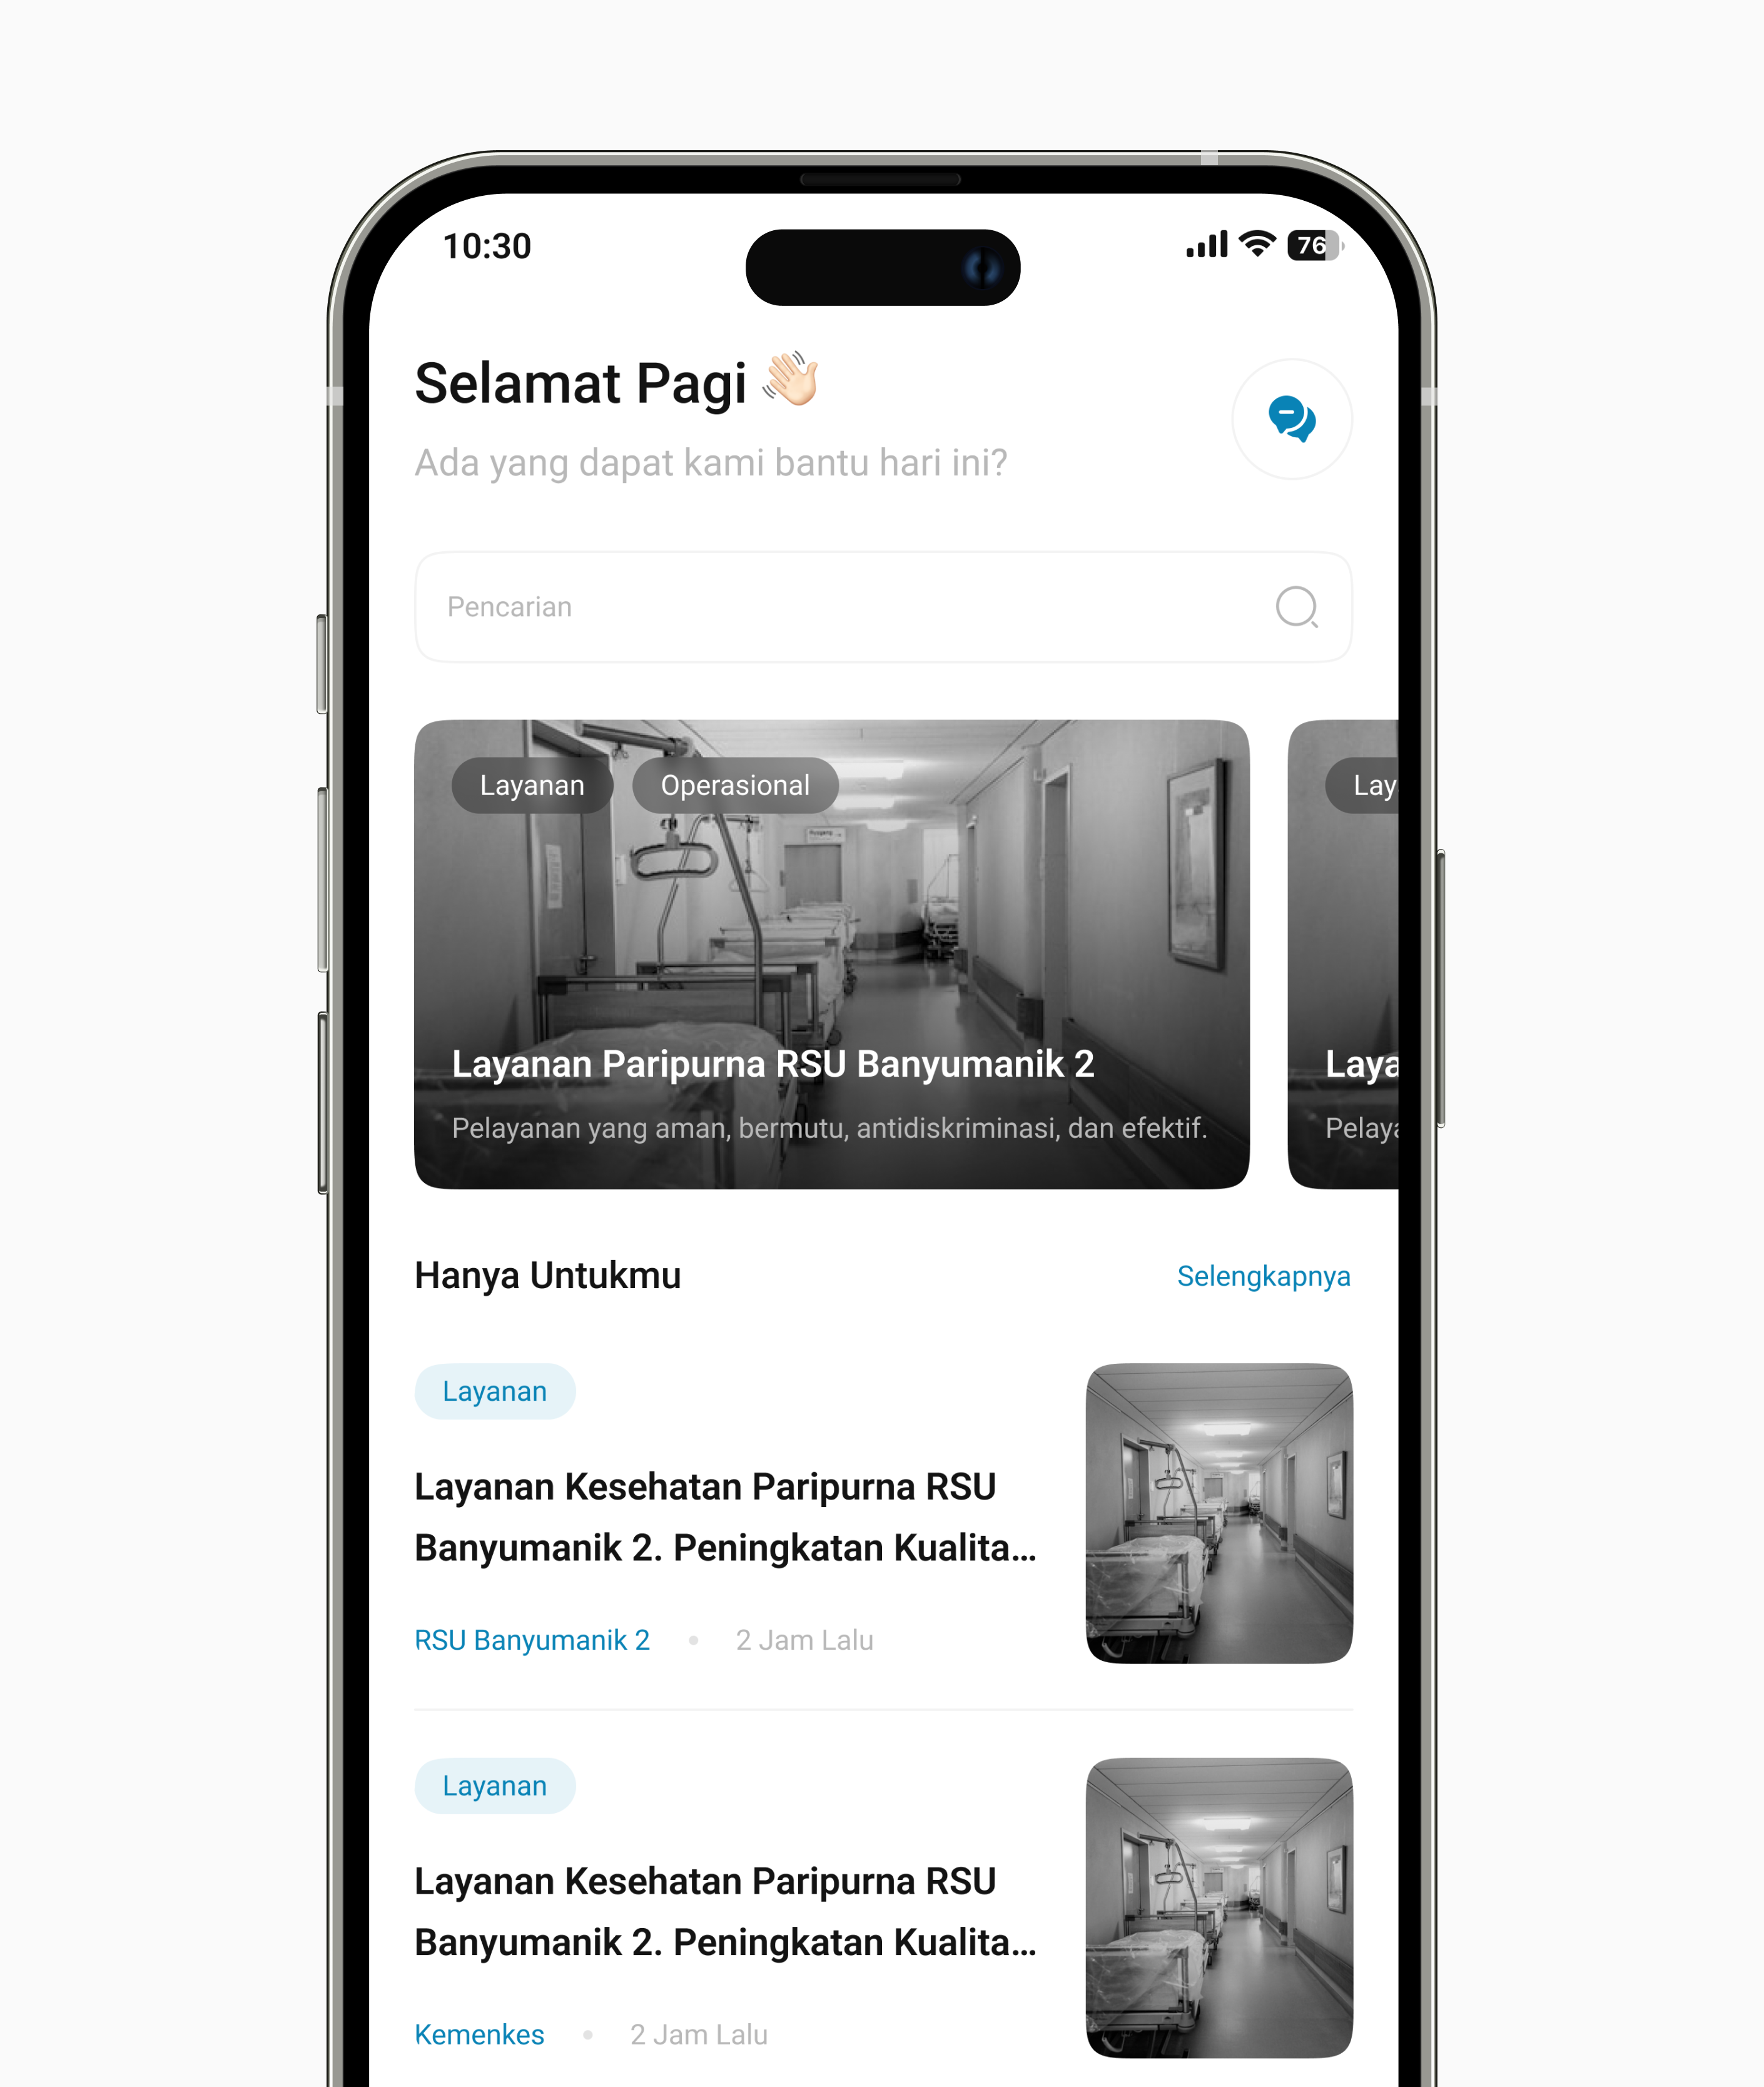 10:30
76
Selamat Pagi 👋🏻
Ada yang dapat kami bantu hari ini?
Pencarian
Layanan
Operasional
Lay
Layanan Paripurna RSU Banyumanik 2
Laya
Pelayanan yang aman, bermutu, antidiskriminasi, dan efektif.
Pelaya
Hanya Untukmu
Selengkapnya
Layanan
Layanan Kesehatan Paripurna RSU
Banyumanik 2. Peningkatan Kualita...
RSU Banyumanik 2 • 2 Jam Lalu
Layanan
Layanan Kesehatan Paripurna RSU
Banyumanik 2. Peningkatan Kualita...
Kemenkes • 2 Jam Lalu